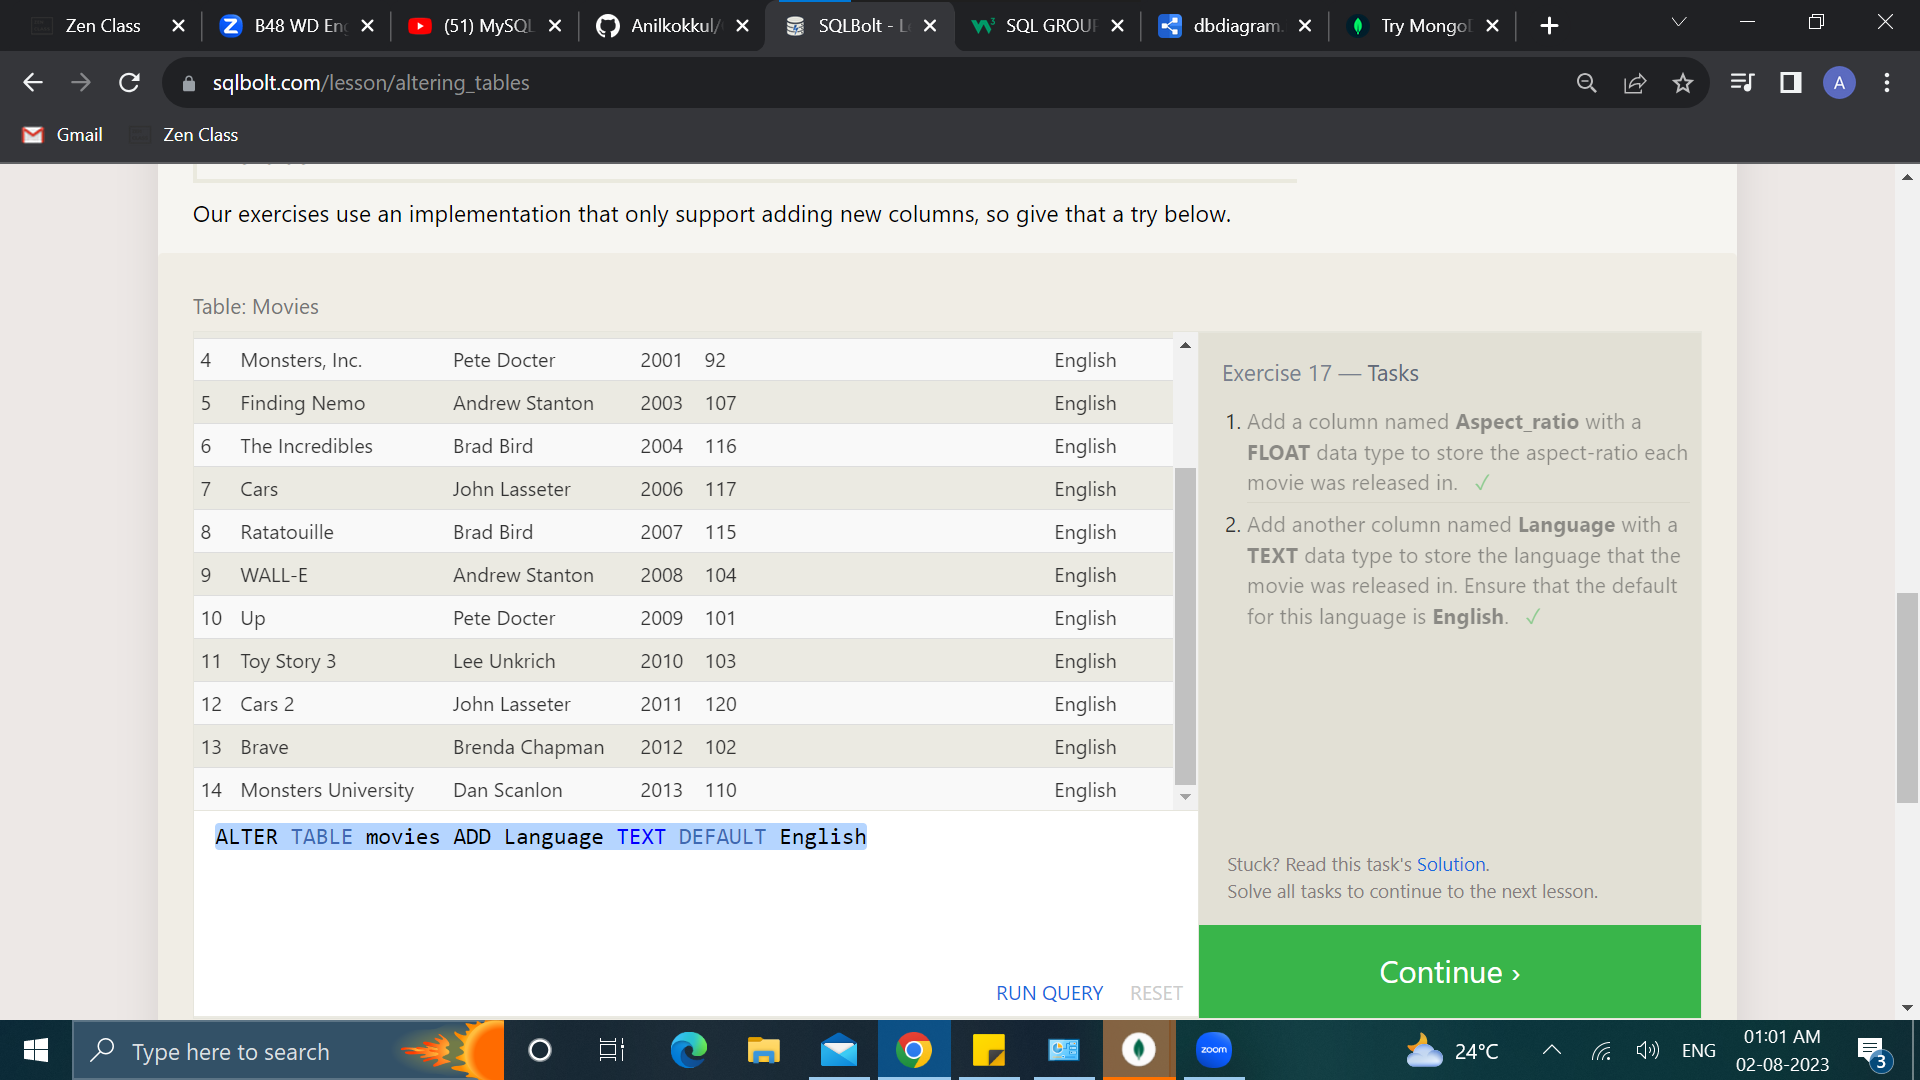 Zen Class
B48 WD Eng
(51) MySQL
Anilkokkul/
SQLBolt - L
SQL GROUP
dbdiagram.
Try MongoD
sqlbolt.com/lesson/altering_tables
A
Gmail
Zen Class
Our exercises use an implementation that only support adding new columns, so give that a try below.
Table: Movies
4 Monsters, Inc. Pete Docter 2001 92 English
5 Finding Nemo Andrew Stanton 2003 107 English
6 The Incredibles Brad Bird 2004 116 English
7 Cars John Lasseter 2006 117 English
8 Ratatouille Brad Bird 2007 115 English
9 WALL-E Andrew Stanton 2008 104 English
10 Up Pete Docter 2009 101 English
11 Toy Story 3 Lee Unkrich 2010 103 English
12 Cars 2 John Lasseter 2011 120 English
13 Brave Brenda Chapman 2012 102 English
14 Monsters University Dan Scanlon 2013 110 English
ALTER TABLE movies ADD Language TEXT DEFAULT English
RUN QUERY RESET
Exercise 17 — Tasks
1. Add a column named Aspect_ratio with a
FLOAT data type to store the aspect-ratio each
movie was released in. ✓
2. Add another column named Language with a
TEXT data type to store the language that the
movie was released in. Ensure that the default
for this language is English. ✓
Stuck? Read this task's Solution.
Solve all tasks to continue to the next lesson.
Continue ›
Type here to search
zoom
24°C
ENG
01:01 AM
02-08-2023
3